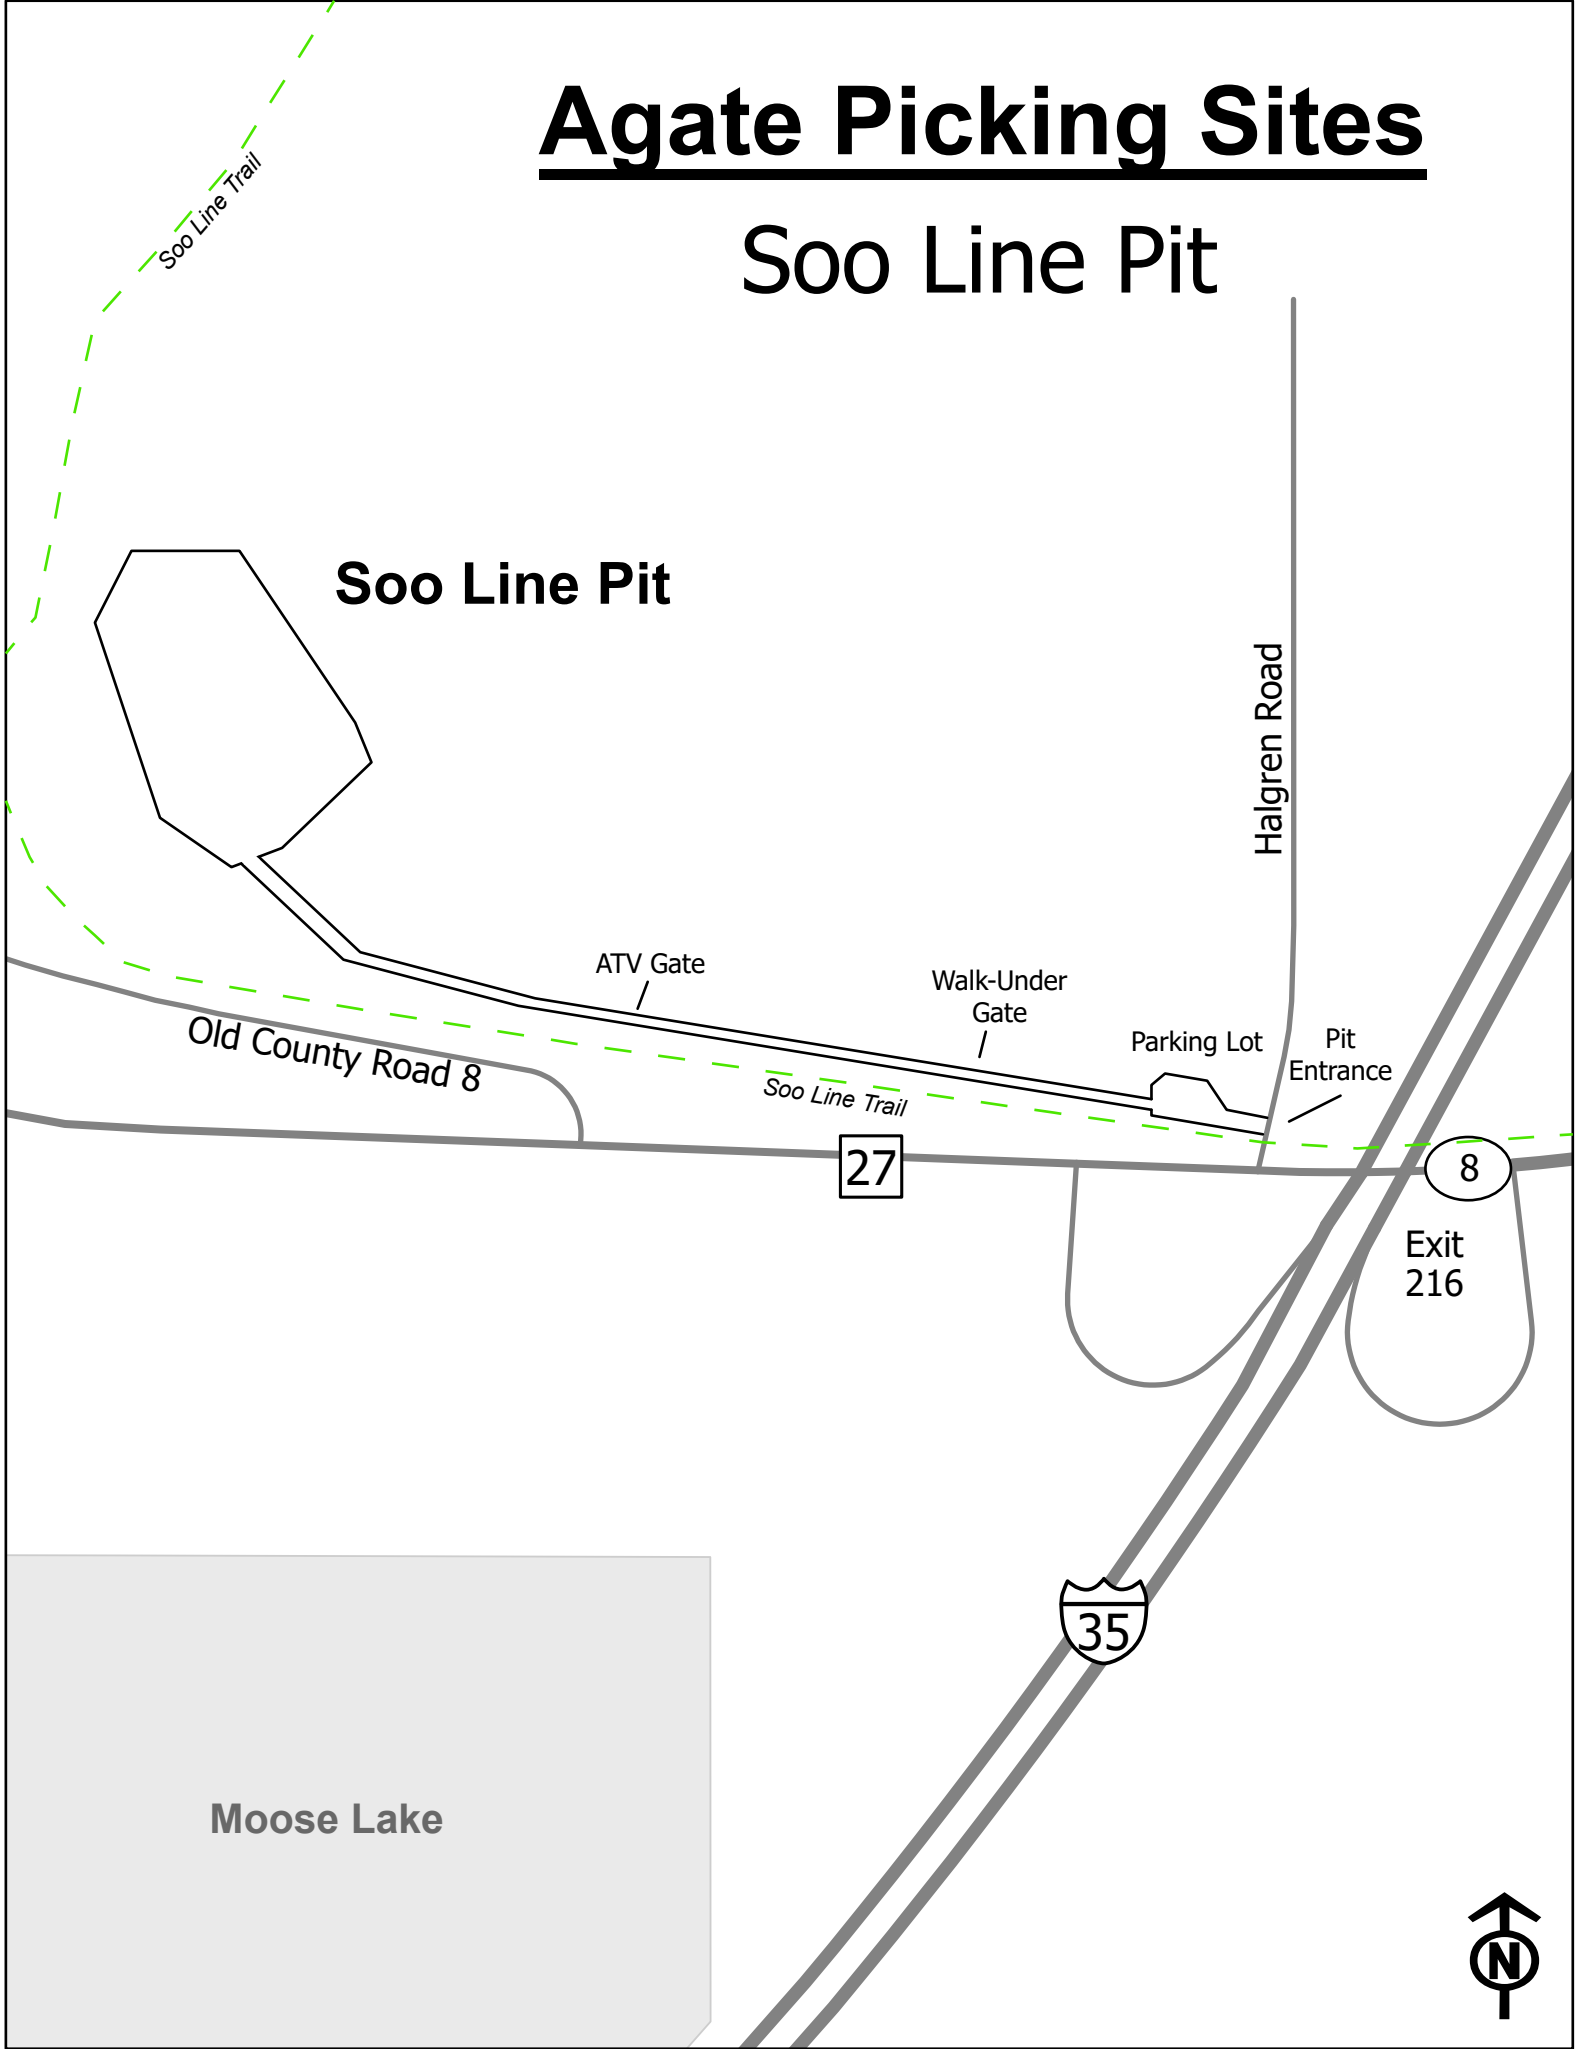 Agate Picking Sites
Soo Line Pit
Soo Line Trail
Soo Line Pit
Halgren Road
ATV Gate
Walk-Under
Gate
Parking Lot
Pit
Entrance
Old County Road 8
Soo Line Trail
27
8
Exit
216
35
Moose Lake
N